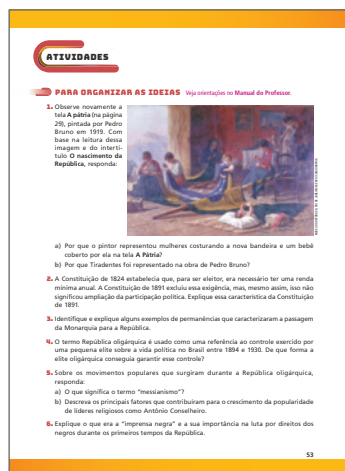 ATIVIDADES
PARA ORGANIZAR AS IDEIAS Veja orientações no Manual do Professor.
1. Observe novamente a
tela A pátria (na página
29), pintada por Pedro
Bruno em 1919. Com
base na leitura dessa
imagem e do intertí-
tulo O nascimento da
República, responda:
a) Por que o pintor representou mulheres costurando a nova bandeira e um bebê
coberto por ela na tela A Pátria?
b) Por que Tiradentes foi representado na obra de Pedro Bruno?
2. A Constituição de 1824 estabelecia que, para ser eleitor, era necessário ter uma renda
mínima anual. A Constituição de 1891 excluiu essa exigência, mas, mesmo assim, isso não
significou ampliação da participação política. Explique essa característica da Constituição
de 1891.
3. Identifique e explique alguns exemplos de permanências que caracterizaram a passagem
da Monarquia para a República.
4. O termo República oligárquica é usado como uma referência ao controle exercido por
uma pequena elite sobre a vida política no Brasil entre 1894 e 1930. De que forma a
elite oligárquica conseguia garantir esse controle?
5. Sobre os movimentos populares que surgiram durante a República oligárquica,
responda:
a) O que significa o termo "messianismo"?
b) Descreva os principais fatores que contribuíram para o crescimento da popularidade
de líderes religiosos como Antônio Conselheiro.
6. Explique o que era a "imprensa negra" e a sua importância na luta por direitos dos
negros durante os primeiros tempos da República.
53